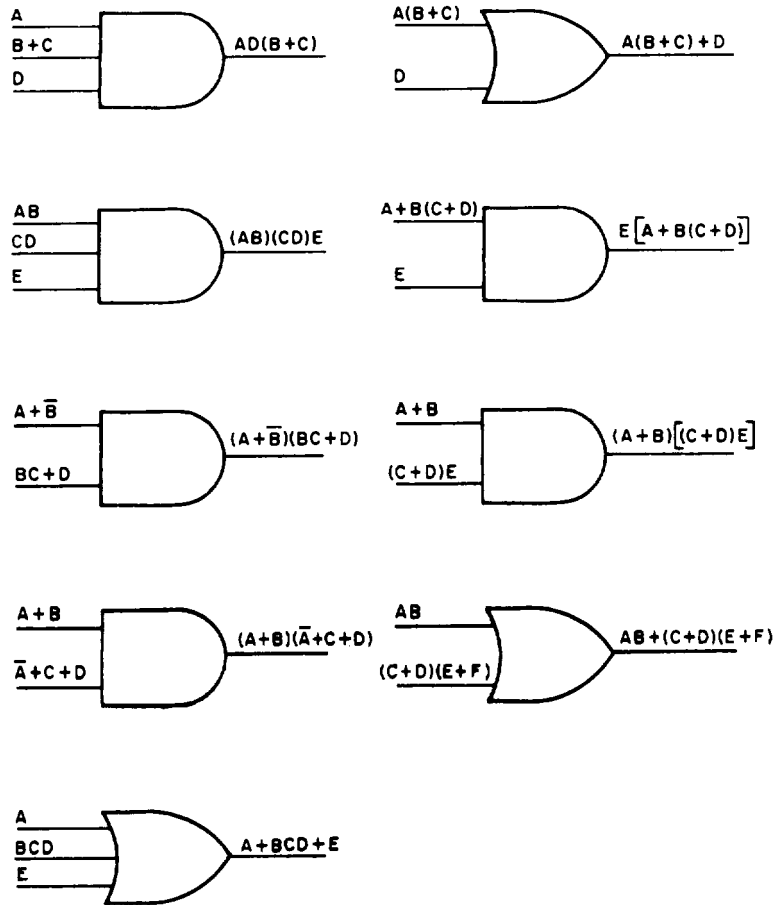 A
B+C
D
AD(B+C)
A(B+C)
D
A(B+C)+D
AB
CD
E
(AB)(CD)E
A+B(C+D)
E
E[A+B(C+D)]
A+B̅
BC+D
(A+B̅)(BC+D)
A+B
(C+D)E
(A+B)[(C+D)E]
A+B
A̅+C+D
(A+B)(A̅+C+D)
AB
(C+D)(E+F)
AB+(C+D)(E+F)
A
BCD
E
A+BCD+E